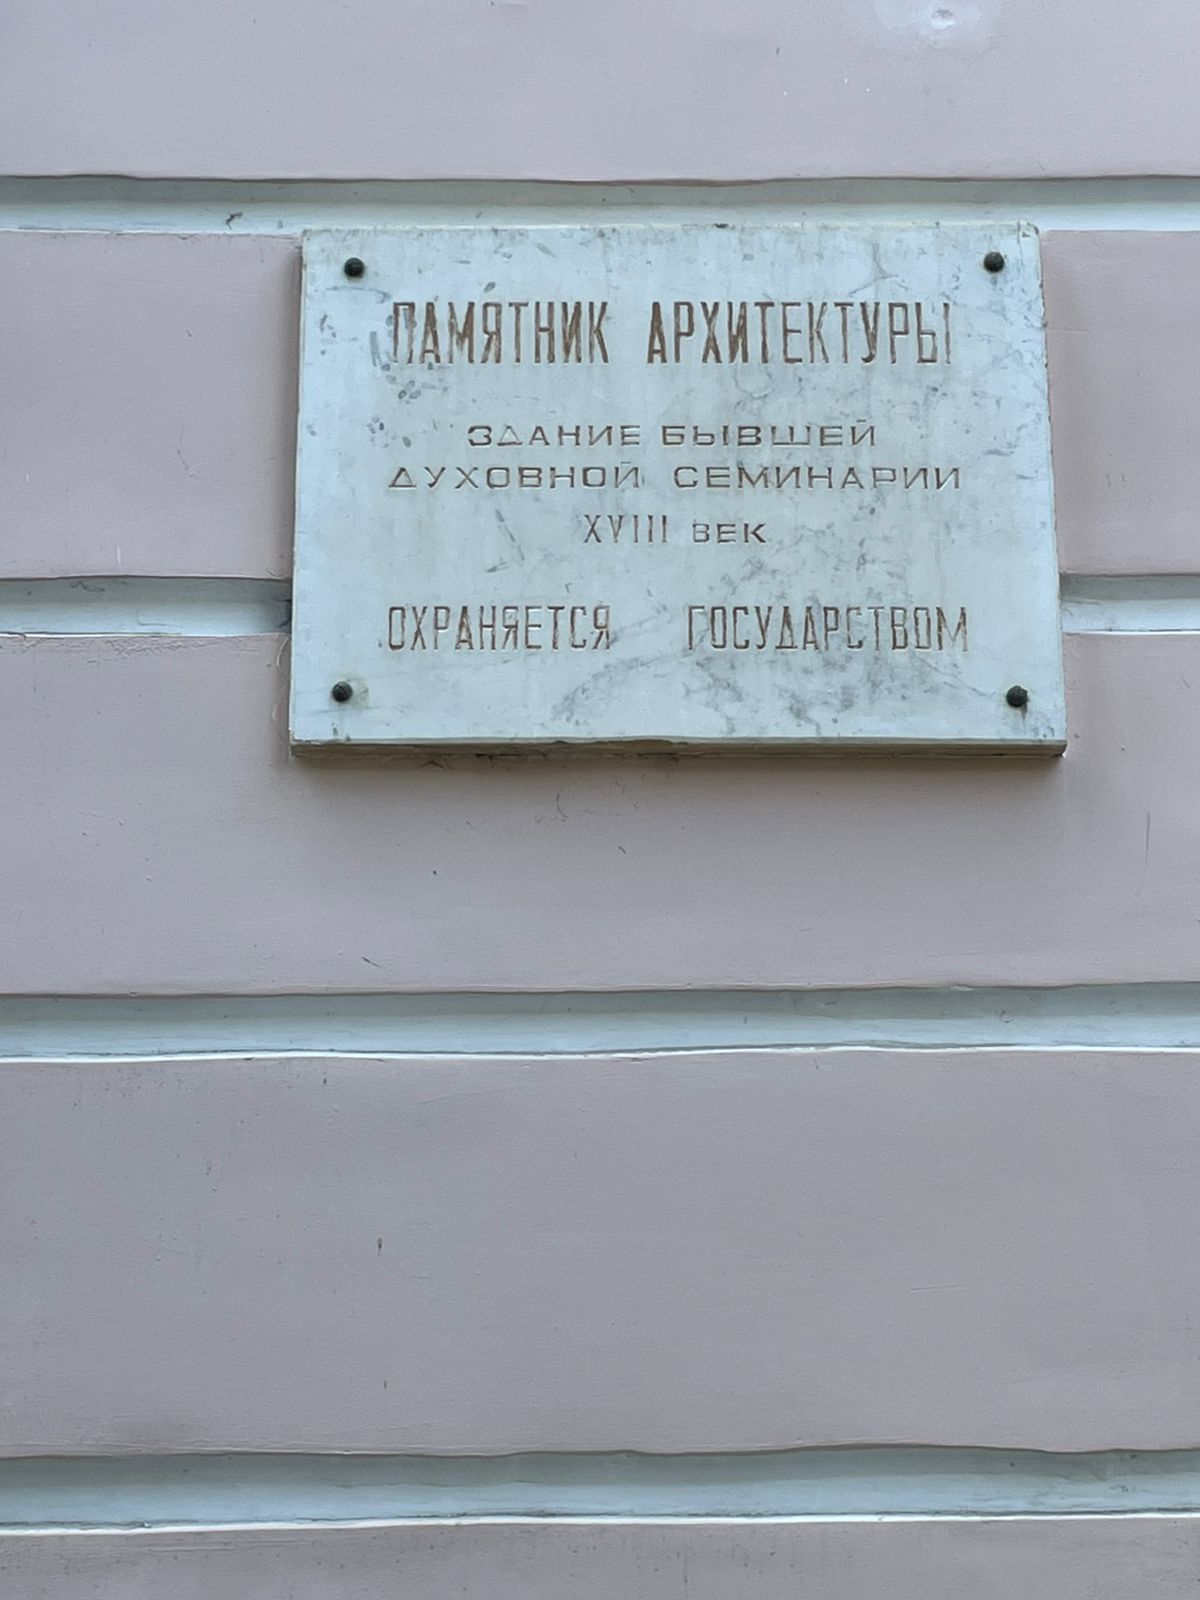 ПАМЯТНИК АРХИТЕКТУРЫ
ЗДАНИЕ БЫВШЕЙ
ДУХОВНОЙ СЕМИНАРИИ
XVIII ВЕК
ОХРАНЯЕТСЯ ГОСУДАРСТВОМ